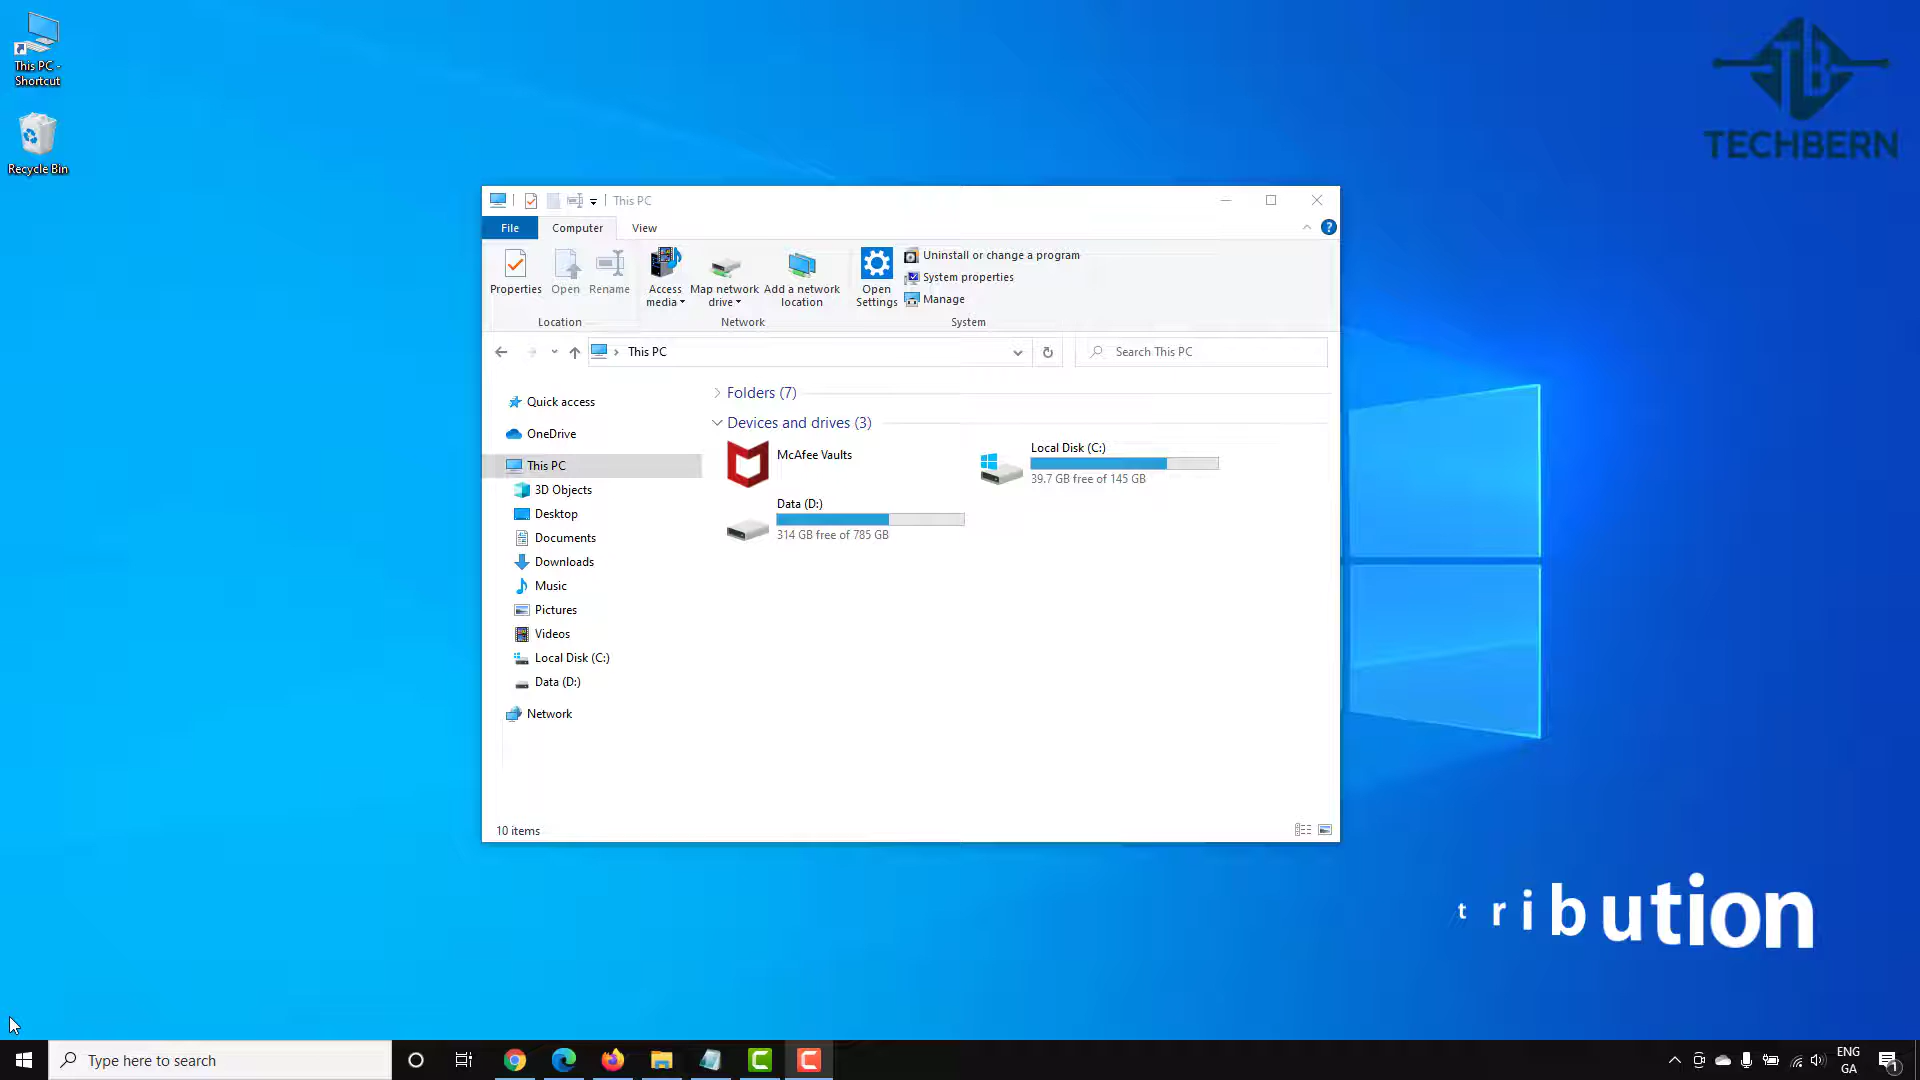 This PC -
Shortcut
Recycle Bin
TB
TECHBERN
This PC
File
Computer
View
?
Properties
Open
Rename
Location
Access
media
Map network
drive
Add a network
location
Network
Open
Settings
Uninstall or change a program
System properties
Manage
System
This PC
Search This PC
Quick access
OneDrive
This PC
3D Objects
Desktop
Documents
Downloads
Music
Pictures
Videos
Local Disk (C:)
Data (D:)
Network
Folders (7)
Devices and drives (3)
McAfee Vaults
Local Disk (C:)
39.7 GB free of 145 GB
Data (D:)
314 GB free of 785 GB
10 items
tribution
Type here to search
ENG
GA
1